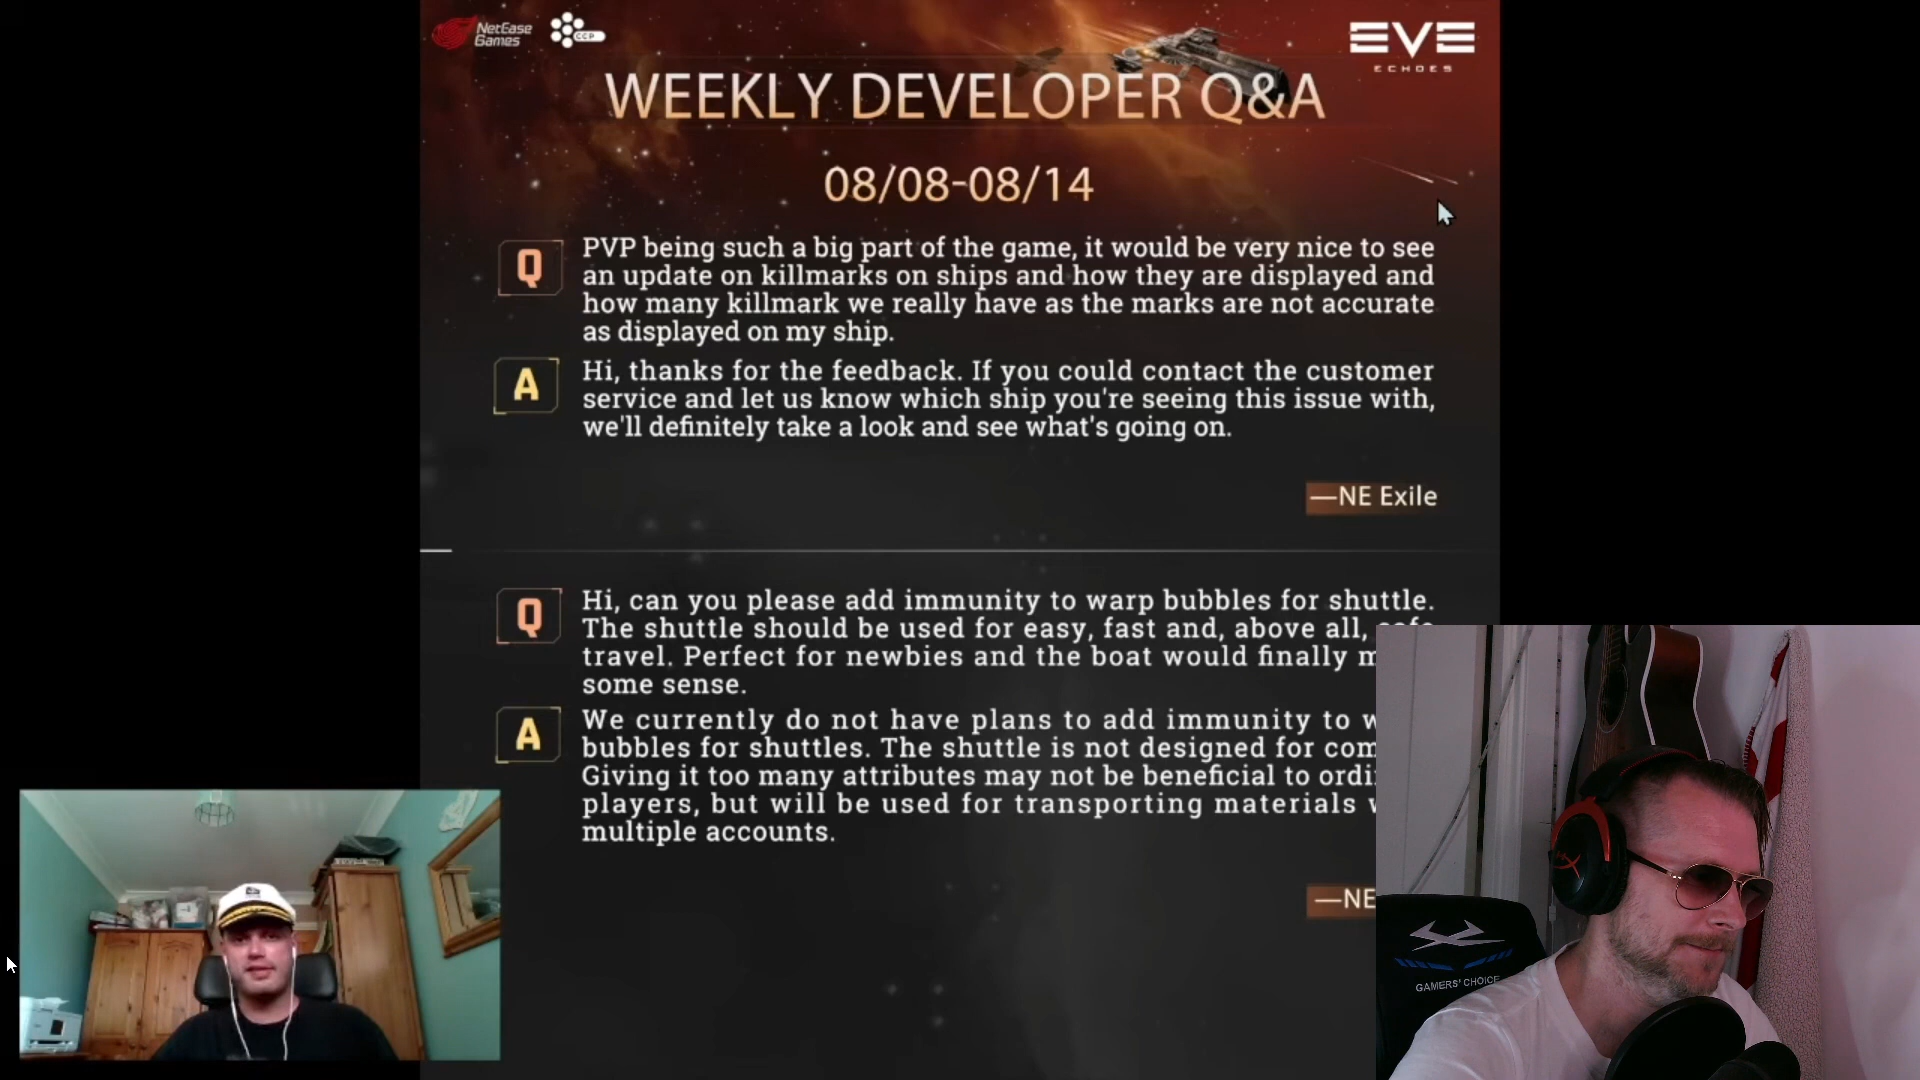 NetEase
Games
CCP
EVE
ECHOES
WEEKLY DEVELOPER Q&A
08/08-08/14
Q
PVP being such a big part of the game, it would be very nice to see
an update on killmarks on ships and how they are displayed and
how many killmark we really have as the marks are not accurate
as displayed on my ship.
A
Hi, thanks for the feedback. If you could contact the customer
service and let us know which ship you're seeing this issue with,
we'll definitely take a look and see what's going on.
—NE Exile
Q
Hi, can you please add immunity to warp bubbles for shuttle.
The shuttle should be used for easy, fast and, above all, safe
travel. Perfect for newbies and the boat would finally m
some sense.
A
We currently do not have plans to add immunity to w
bubbles for shuttles. The shuttle is not designed for com
Giving it too many attributes may not be beneficial to ordi
players, but will be used for transporting materials w
multiple accounts.
—NE
GAMERS' CHOICE